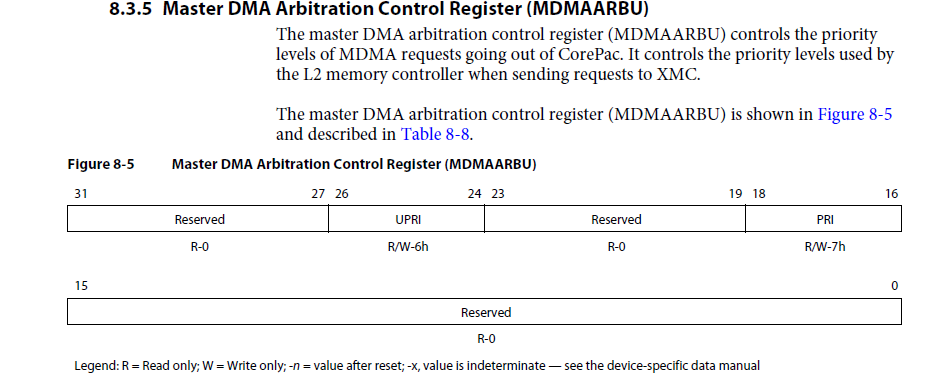 8.3.5 Master DMA Arbitration Control Register (MDMAARBU)
The master DMA arbitration control register (MDMAARBU) controls the priority
levels of MDMA requests going out of CorePac. It controls the priority levels used by
the L2 memory controller when sending requests to XMC.
The master DMA arbitration control register (MDMAARBU) is shown in Figure 8-5
and described in Table 8-8.
Figure 8-5 Master DMA Arbitration Control Register (MDMAARBU)
31 27 26 24 23 19 18 16
Reserved UPRI Reserved PRI
R-0 R/W-6h R-0 R/W-7h
15 0
Reserved
R-0
Legend: R = Read only; W = Write only; -n = value after reset; -x, value is indeterminate — see the device-specific data manual